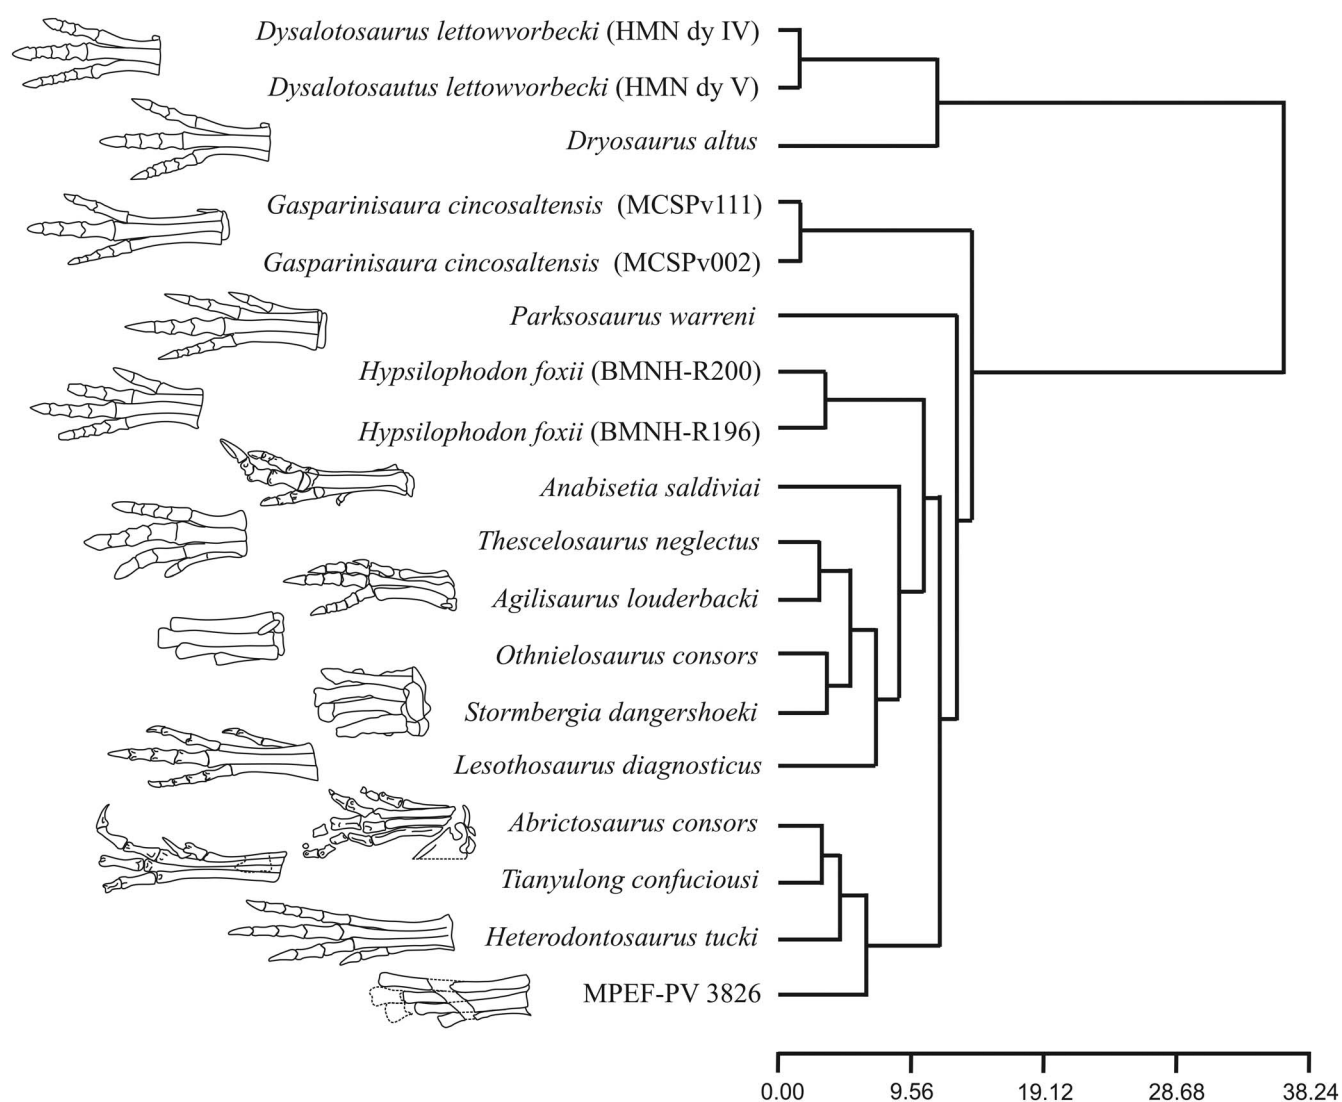 Dysalotosaurus lettowvorbecki (HMN dy IV)
Dysalotosautus lettowvorbecki (HMN dy V)
Dryosaurus altus
Gasparinisaura cincosaltensis (MCSPv111)
Gasparinisaura cincosaltensis (MCSPv002)
Parksosaurus warreni
Hypsilophodon foxii (BMNH-R200)
Hypsilophodon foxii (BMNH-R196)
Anabisetia saldiviai
Thescelosaurus neglectus
Agilisaurus louderbacki
Othnielosaurus consors
Stormbergia dangershoeki
Lesothosaurus diagnosticus
Abrictosaurus consors
Tianyulong confuciousi
Heterodontosaurus tucki
MPEF-PV 3826
0.00 9.56 19.12 28.68 38.24